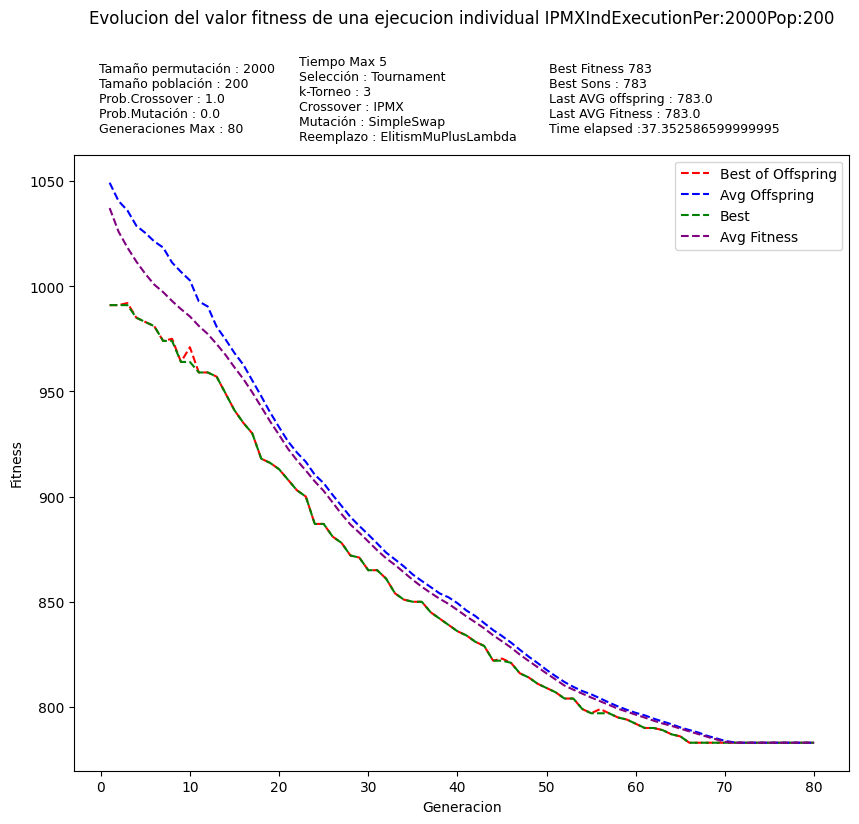 Evolucion del valor fitness de una ejecucion individual IPMXIndExecutionPer:2000Pop:200
Tamaño permutación : 2000
Tamaño población : 200
Prob.Crossover : 1.0
Prob.Mutación : 0.0
Generaciones Max : 80
Tiempo Max 5
Selección : Tournament
k-Torneo : 3
Crossover : IPMX
Mutación : SimpleSwap
Reemplazo : ElitismMuPlusLambda
Best Fitness 783
Best Sons : 783
Last AVG offspring : 783.0
Last AVG Fitness : 783.0
Time elapsed :37.352586599999995
Best of Offspring
Avg Offspring
Best
Avg Fitness
1050
1000
950
900
850
800
Fitness
0 10 20 30 40 50 60 70 80
Generacion